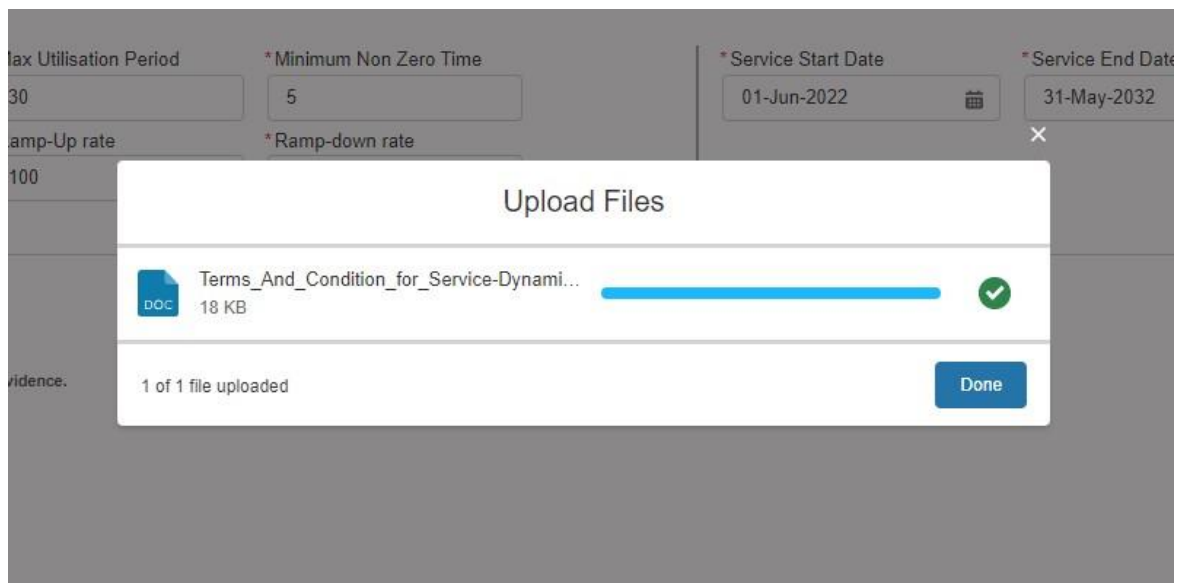 Max Utilisation Period
*Minimum Non Zero Time
*Service Start Date
*Service End Date
30
5
01-Jun-2022
31-May-2032
amp-Up rate
*Ramp-down rate
100
Upload Files
Terms_And_Condition_for_Service-Dynami...
DOC
18 KB
vidence.
1 of 1 file uploaded
Done